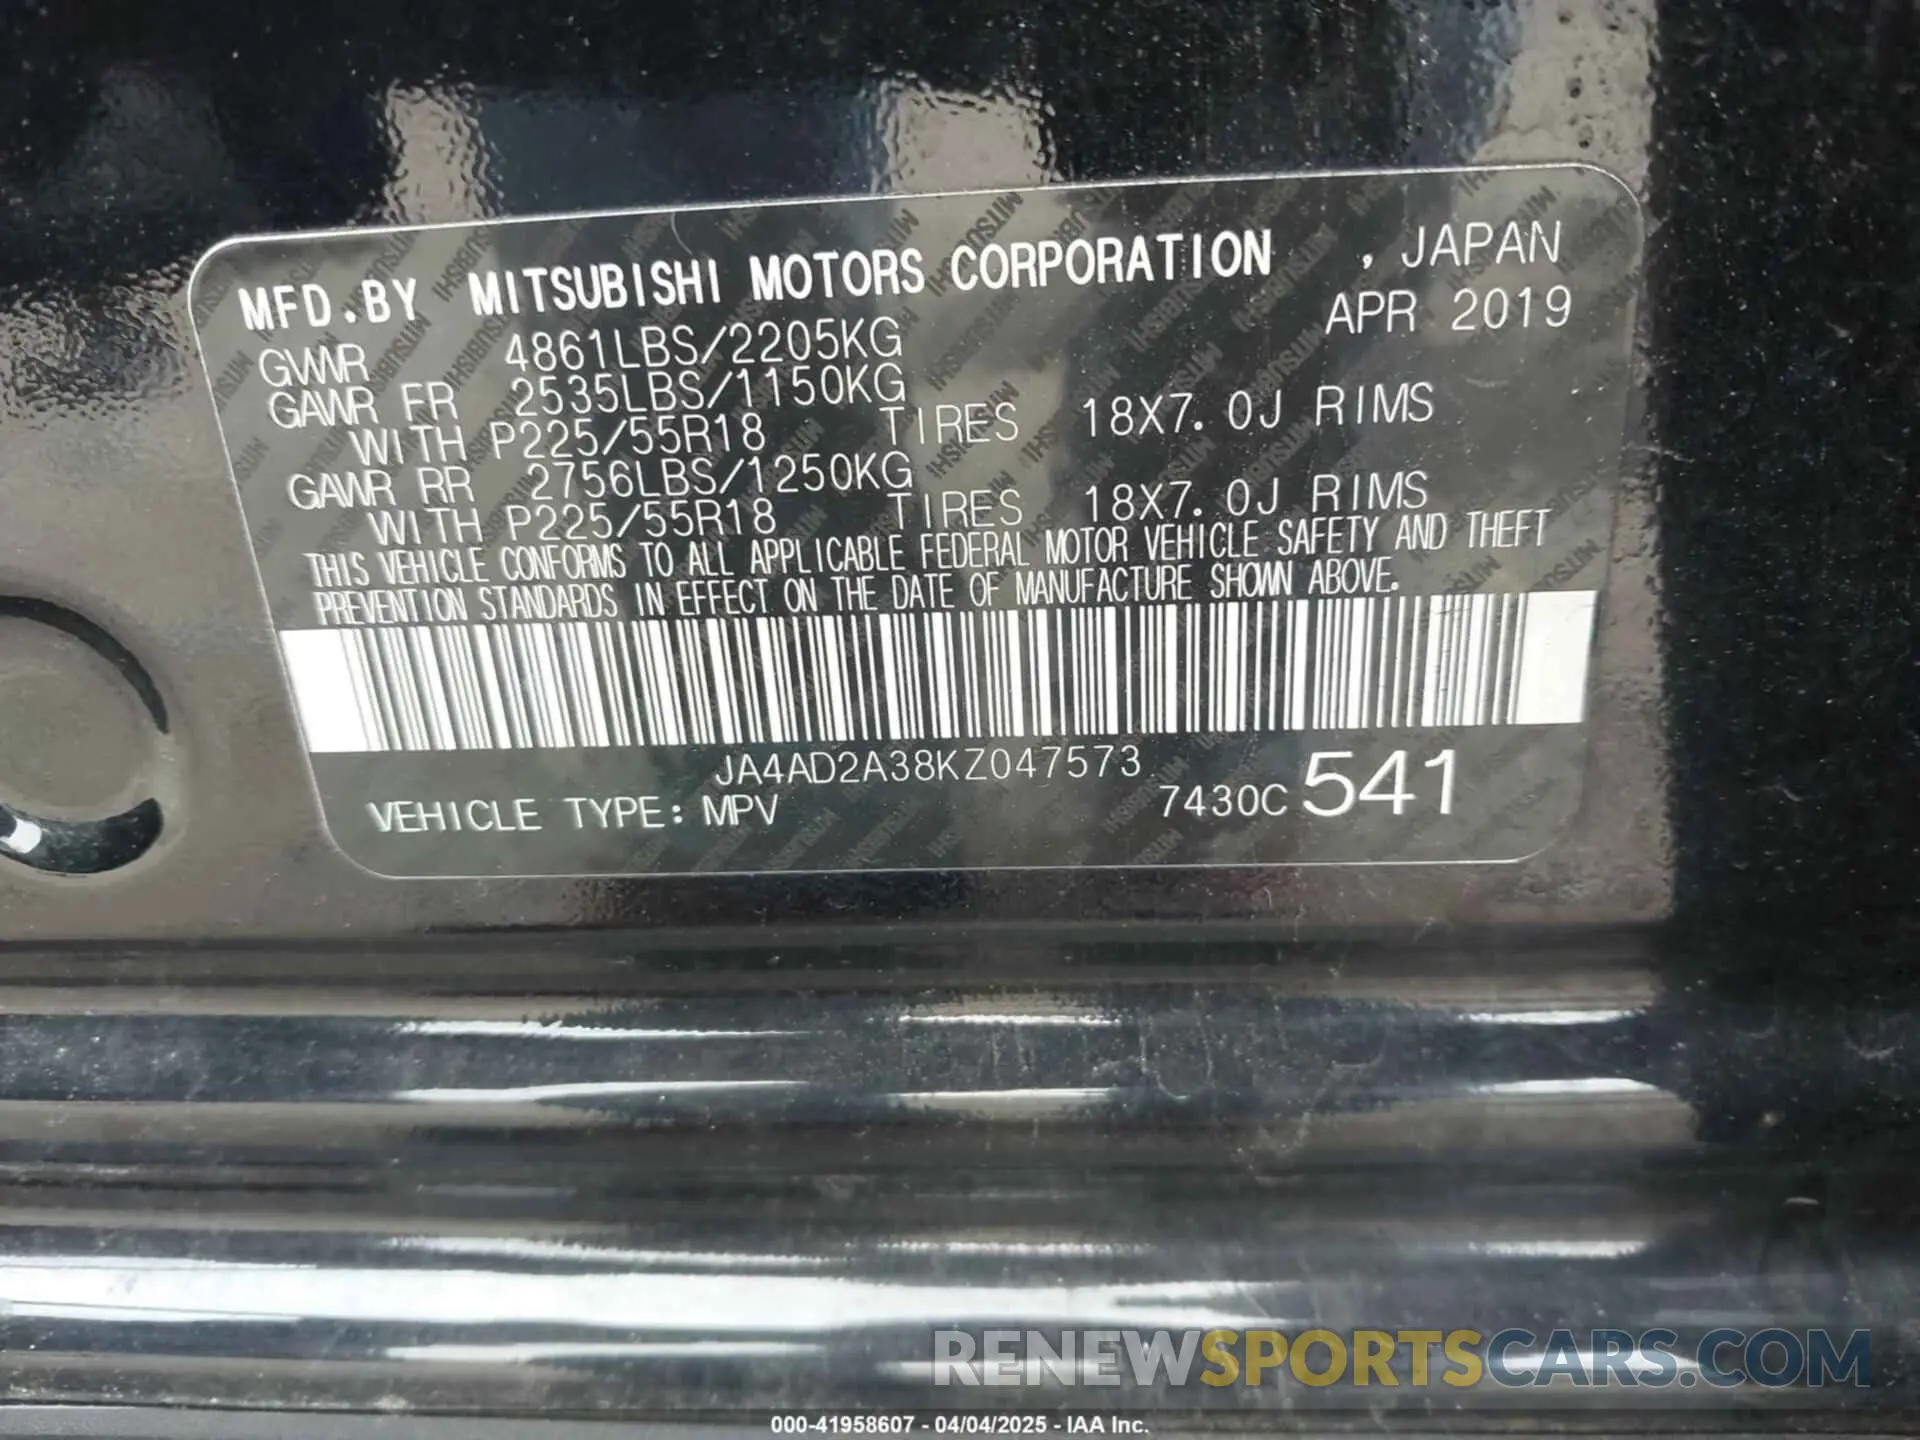 MFD.BY MITSUBISHI MOTORS CORPORATION , JAPAN
APR 2019
GVWR 4861LBS/2205KG
GAWR FR 2535LBS/1150KG
WITH P225/55R18 TIRES 18X7.0J RIMS
GAWR RR 2756LBS/1250KG
WITH P225/55R18 TIRES 18X7.0J RIMS
THIS VEHICLE CONFORMS TO ALL APPLICABLE FEDERAL MOTOR VEHICLE SAFETY AND THEFT
PREVENTION STANDARDS IN EFFECT ON THE DATE OF MANUFACTURE SHOWN ABOVE.
JA4AD2A38KZ047573
VEHICLE TYPE: MPV 7430C 541
RENEWSPORTSCARS.COM
000-41958607 - 04/04/2025 - IAA Inc.